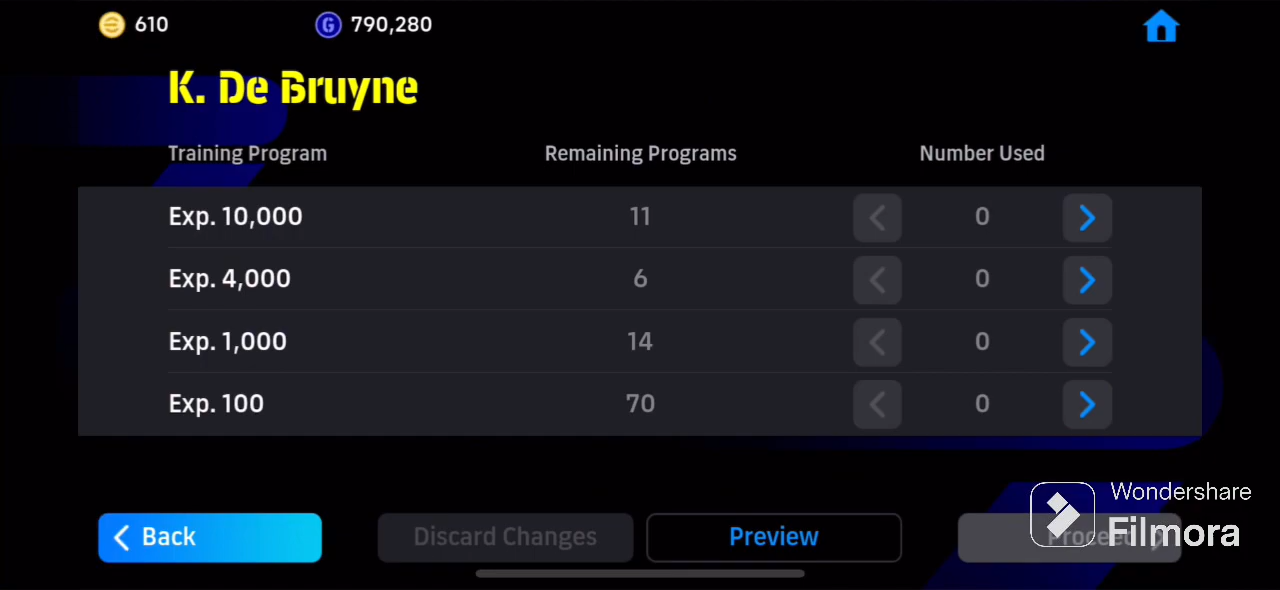 610 790,280
K. De Bruyne
Training Program Remaining Programs Number Used
Exp. 10,000 11 0
Exp. 4,000 6 0
Exp. 1,000 14 0
Exp. 100 70 0
Wondershare
Filmora
Back Discard Changes Preview Proceed